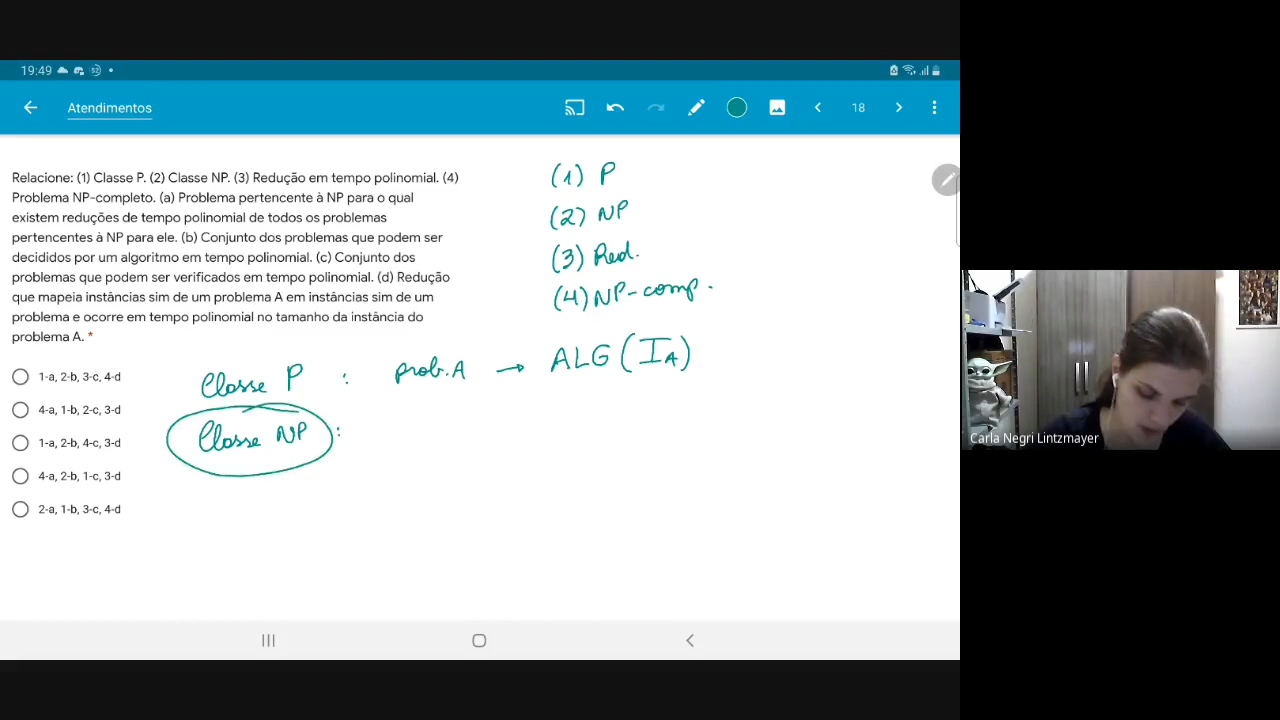 19:49
Atendimentos
18
Relacione: (1) Classe P. (2) Classe NP. (3) Redução em tempo polinomial. (4)
Problema NP-completo. (a) Problema pertencente à NP para o qual
existem reduções de tempo polinomial de todos os problemas
pertencentes à NP para ele. (b) Conjunto dos problemas que podem ser
decididos por um algoritmo em tempo polinomial. (c) Conjunto dos
problemas que podem ser verificados em tempo polinomial. (d) Redução
que mapeia instâncias sim de um problema A em instâncias sim de um
problema e ocorre em tempo polinomial no tamanho da instância do
problema A. *
(1) P
(2) NP
(3) Red.
(4) NP-comp.
Classe P : prob. A → ALG (I_A)
Classe NP :
1-a, 2-b, 3-c, 4-d
4-a, 1-b, 2-c, 3-d
1-a, 2-b, 4-c, 3-d
4-a, 2-b, 1-c, 3-d
2-a, 1-b, 3-c, 4-d
Carla Negri Lintzmayer